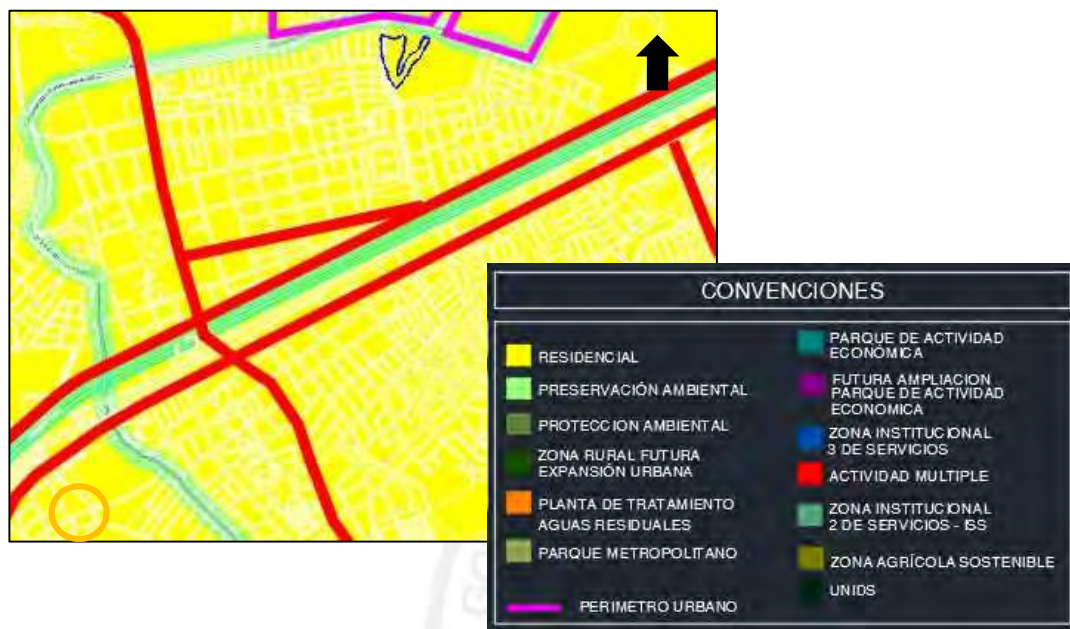 CONVENCIONES
RESIDENCIAL
PRESERVACIÓN AMBIENTAL
PROTECCION AMBIENTAL
ZONA RURAL FUTURA
EXPANSIÓN URBANA
PLANTA DE TRATAMIENTO
AGUAS RESIDUALES
PARQUE METROPOLITANO
PERIMETRO URBANO
PARQUE DE ACTIVIDAD
ECONÓMICA
FUTURA AMPLIACION
PARQUE DE ACTIVIDAD
ECONOMICA
ZONA INSTITUCIONAL
3 DE SERVICIOS
ACTIVIDAD MULTIPLE
ZONA INSTITUCIONAL
2 DE SERVICIOS - ISS
ZONA AGRÍCOLA SOSTENIBLE
UNIDS